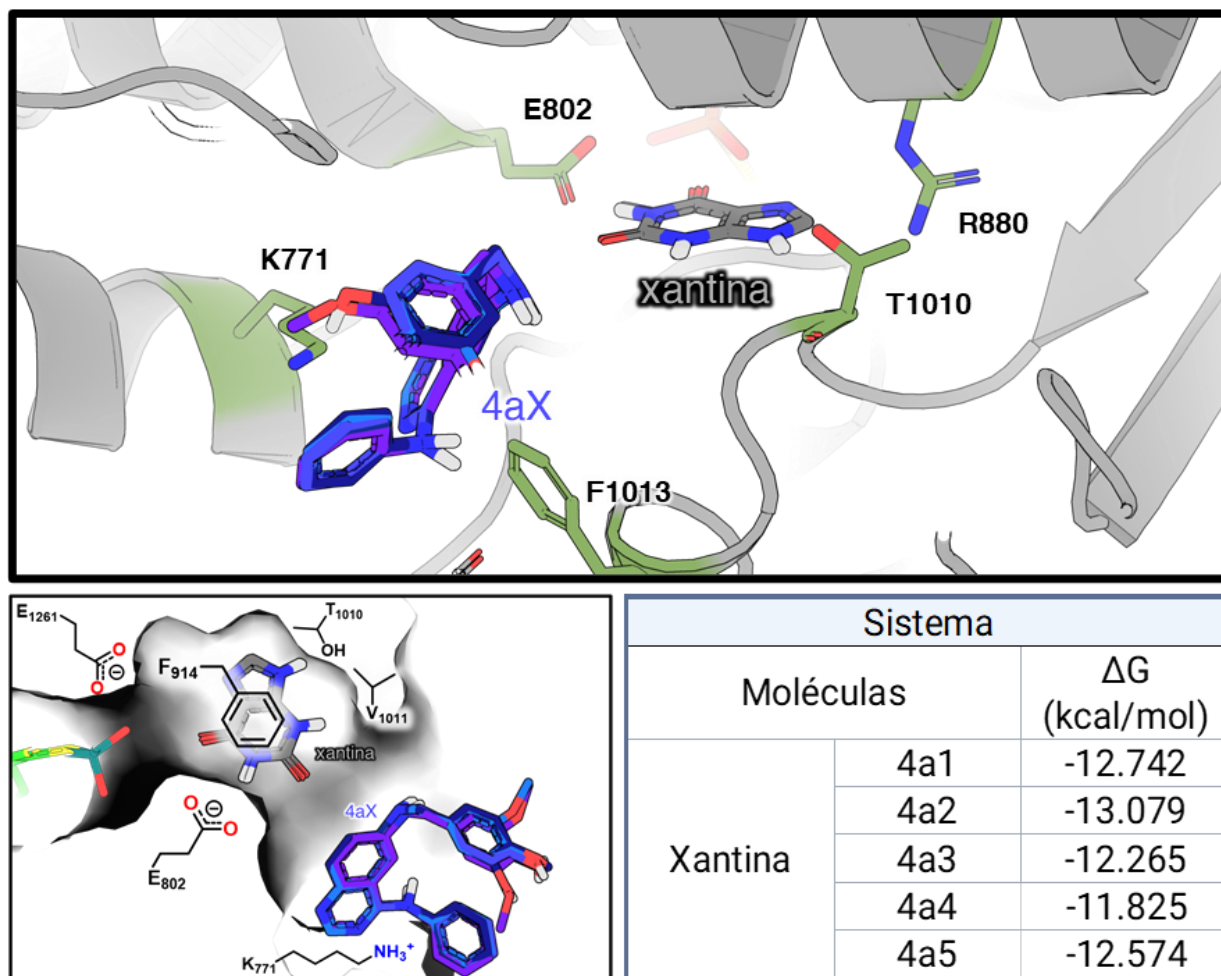 E802
K771
R880
xantina
T1010
4aX
F1013
E1261
O
O
⊖
T1010
OH
F914
V1011
xantina
4aX
O
⊖
O
E802
K771
NH3+
Sistema
Moléculas
ΔG
(kcal/mol)
Xantina
4a1
-12.742
4a2
-13.079
4a3
-12.265
4a4
-11.825
4a5
-12.574